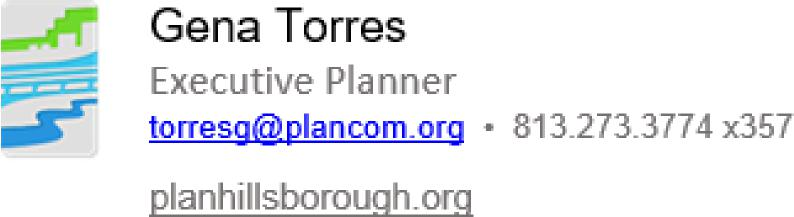 Gena Torres
Executive Planner
torresg@plancom.org • 813.273.3774 x357
planhillsborough.org